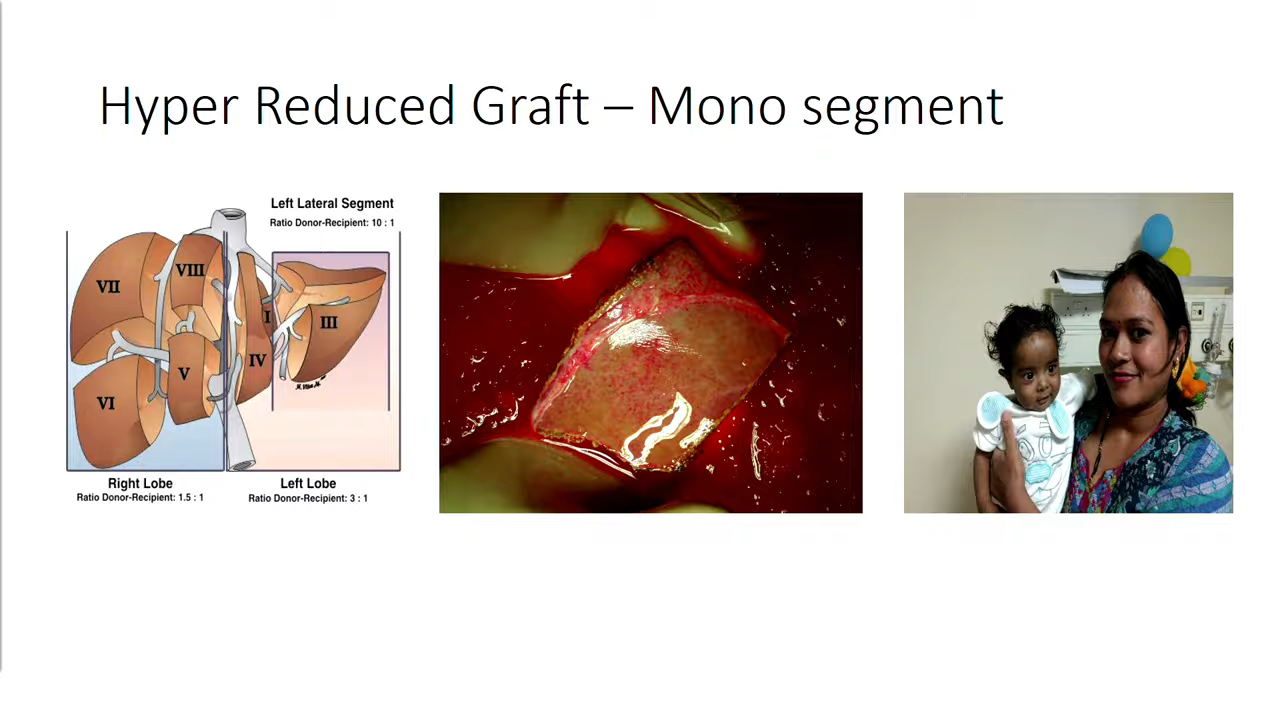 Hyper Reduced Graft – Mono segment
Left Lateral Segment
Ratio Donor-Recipient: 10 : 1
VII
VIII
I
III
IV
V
VI
Right Lobe
Ratio Donor-Recipient: 1.5 : 1
Left Lobe
Ratio Donor-Recipient: 3 : 1